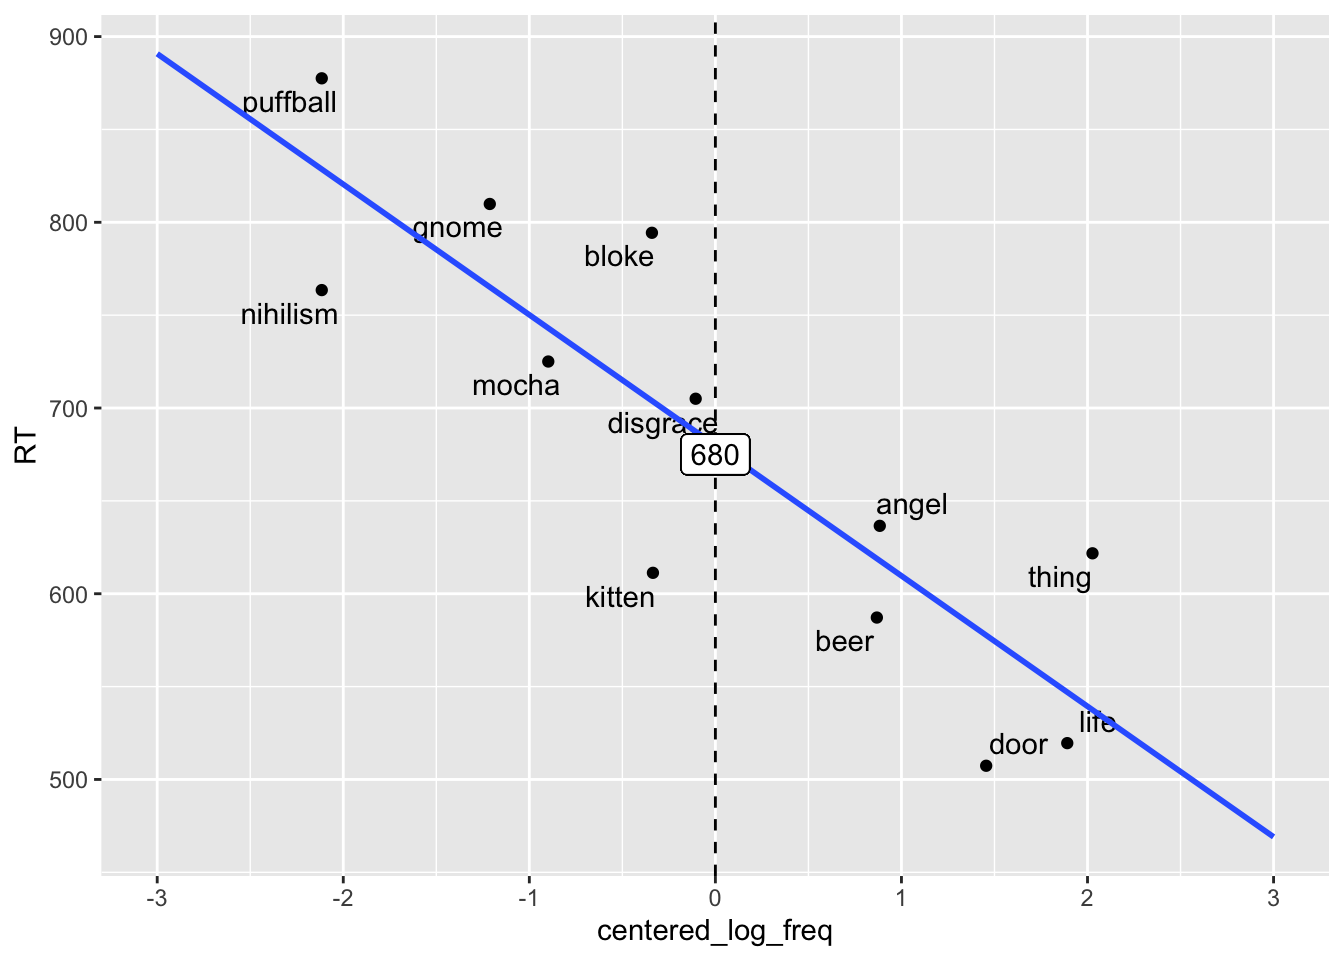 900
puffball
800
gnome
bloke
nihilism
mocha
700
disgrace
680
RT
angel
thing
600
kitten
beer
life
door
500
-3 -2 -1 0 1 2 3
centered_log_freq